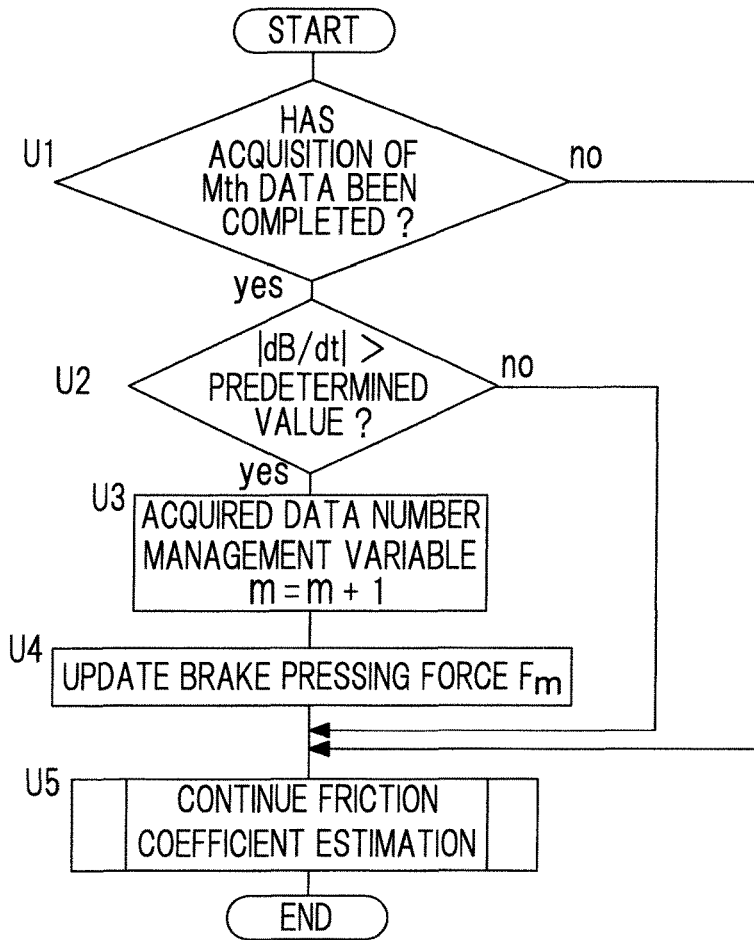 START
U1
HAS
ACQUISITION OF
Mth DATA BEEN
COMPLETED ?
no
yes
U2
|dB/dt| >
PREDETERMINED
VALUE ?
no
yes
U3
ACQUIRED DATA NUMBER
MANAGEMENT VARIABLE
m = m + 1
U4
UPDATE BRAKE PRESSING FORCE Fm
U5
CONTINUE FRICTION
COEFFICIENT ESTIMATION
END